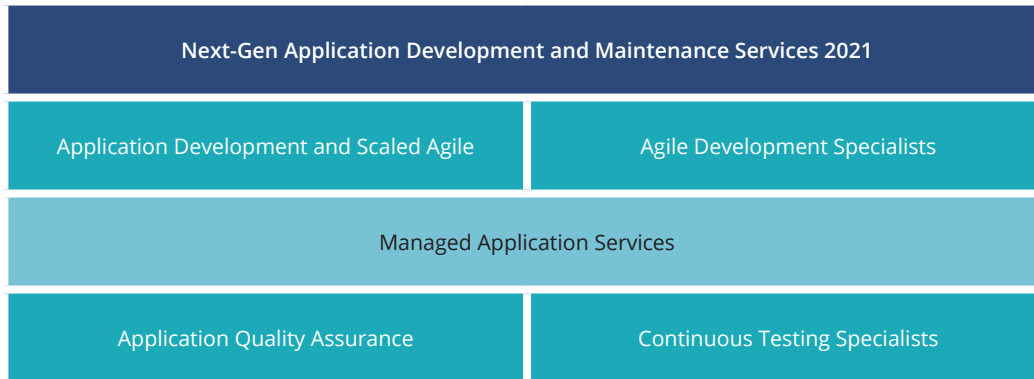 Next-Gen Application Development and Maintenance Services 2021
Application Development and Scaled Agile
Agile Development Specialists
Managed Application Services
Application Quality Assurance
Continuous Testing Specialists